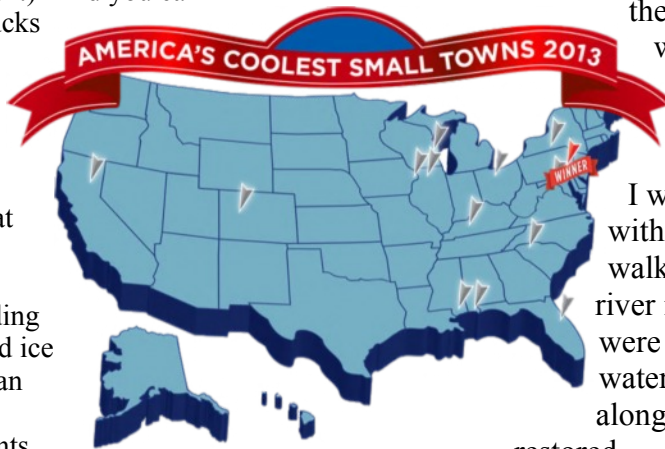 icks
at
ling
d ice
an
nts
AMERICA'S COOLEST SMALL TOWNS 2013
WINNER
the
w
I w
with
walk
river
were
water
along
restored